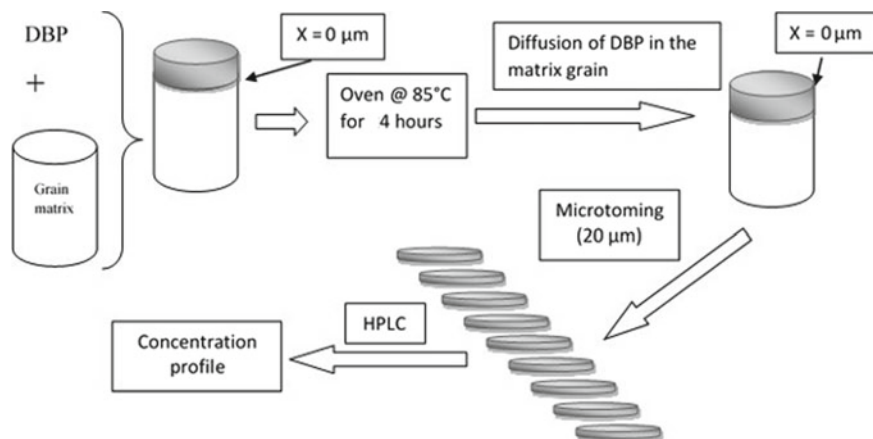 DBP
+
Grain
matrix
X = 0 µm
Oven @ 85°C
for 4 hours
Diffusion of DBP in the
matrix grain
X = 0 µm
Microtoming
(20 µm)
HPLC
Concentration
profile